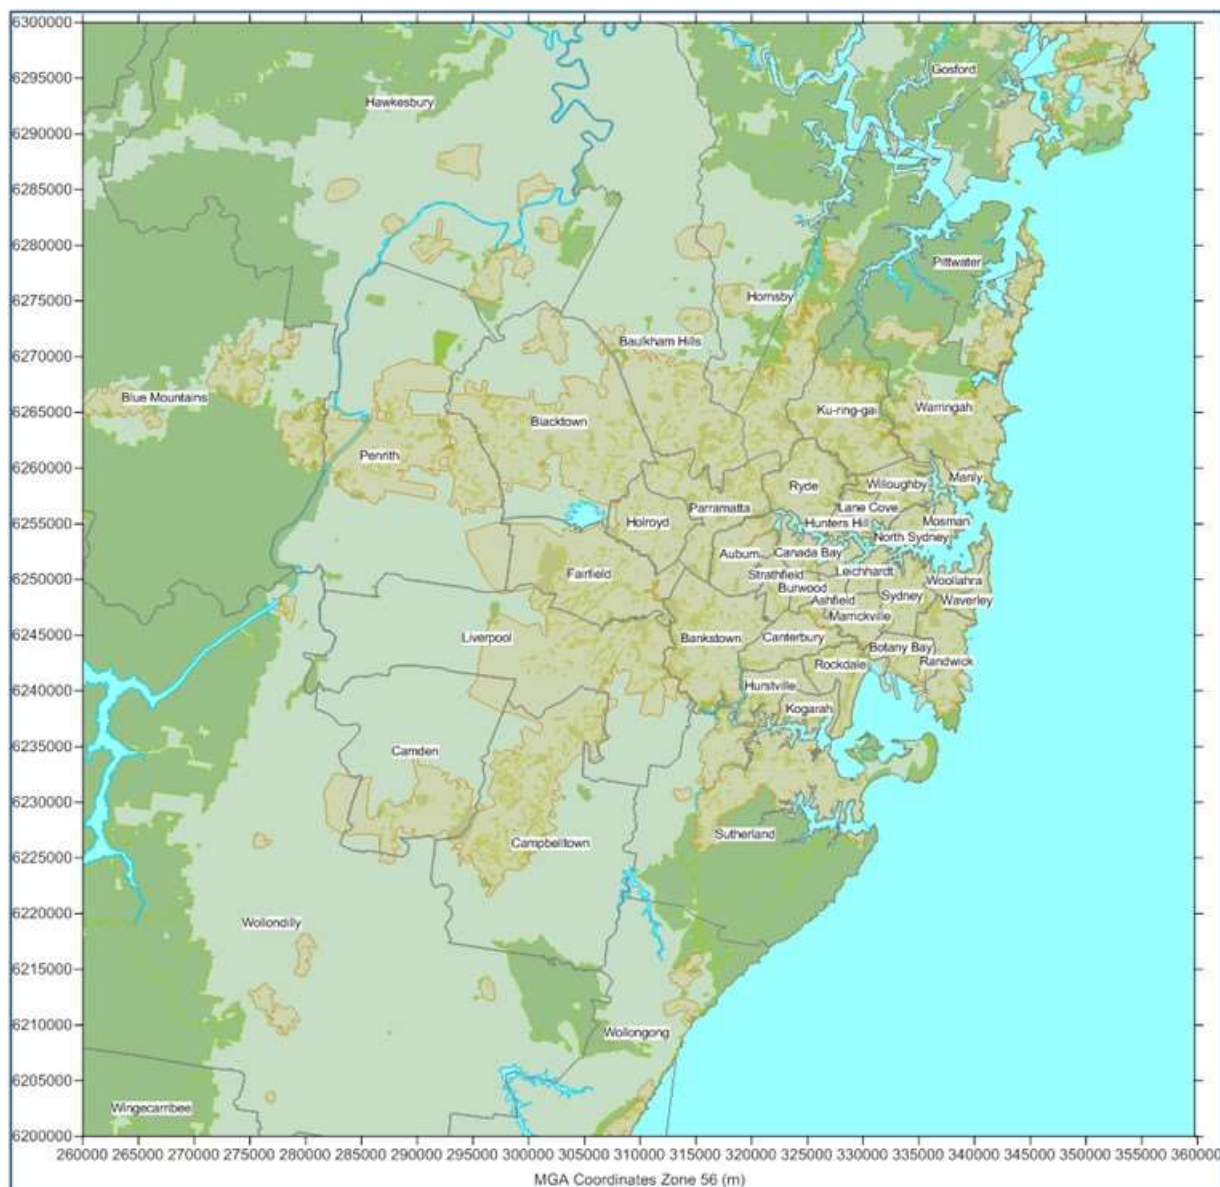 6300000
6295000
6290000
6285000
6280000
6275000
6270000
6265000
6260000
6255000
6250000
6245000
6240000
6235000
6230000
6225000
6220000
6215000
6210000
6205000
6200000
Gosford
Hawkesbury
Pittwater
Hornsby
Baulkham Hills
Blue Mountains
Ku-ring-gai
Warringah
Blacktown
Penrith
Manly
Willoughby
Ryde
Lane Cove
Parramatta
Holroyd
Hunters Hill
Mosman
North Sydney
Auburn
Canada Bay
Leichhardt
Fairfield
Strathfield
Woollahra
Burwood
Sydney
Ashfield
Waverley
Marrickville
Liverpool
Bankstown
Canterbury
Botany Bay
Rockdale
Randwick
Hurstville
Kogarah
Camden
Sutherland
Campbelltown
Wollondilly
Wollongong
Wingecarribee
260000 265000 270000 275000 280000 285000 290000 295000 300000 305000 310000 315000 320000 325000 330000 335000 340000 345000 350000 355000 360000
MGA Coordinates Zone 56 (m)